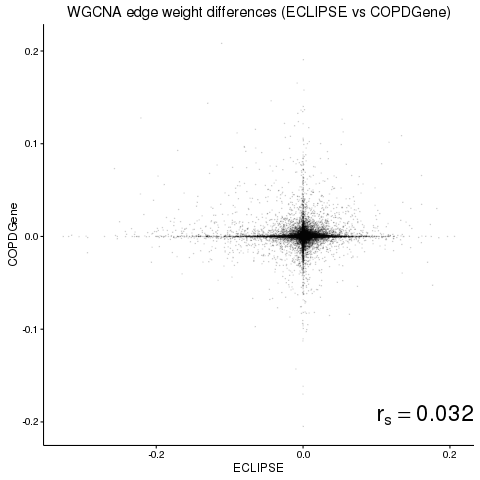 WGCNA edge weight differences (ECLIPSE vs COPDGene)
0.2
0.1
0.0
-0.1
-0.2
COPDGene
rs = 0.032
-0.2 0.0 0.2
ECLIPSE